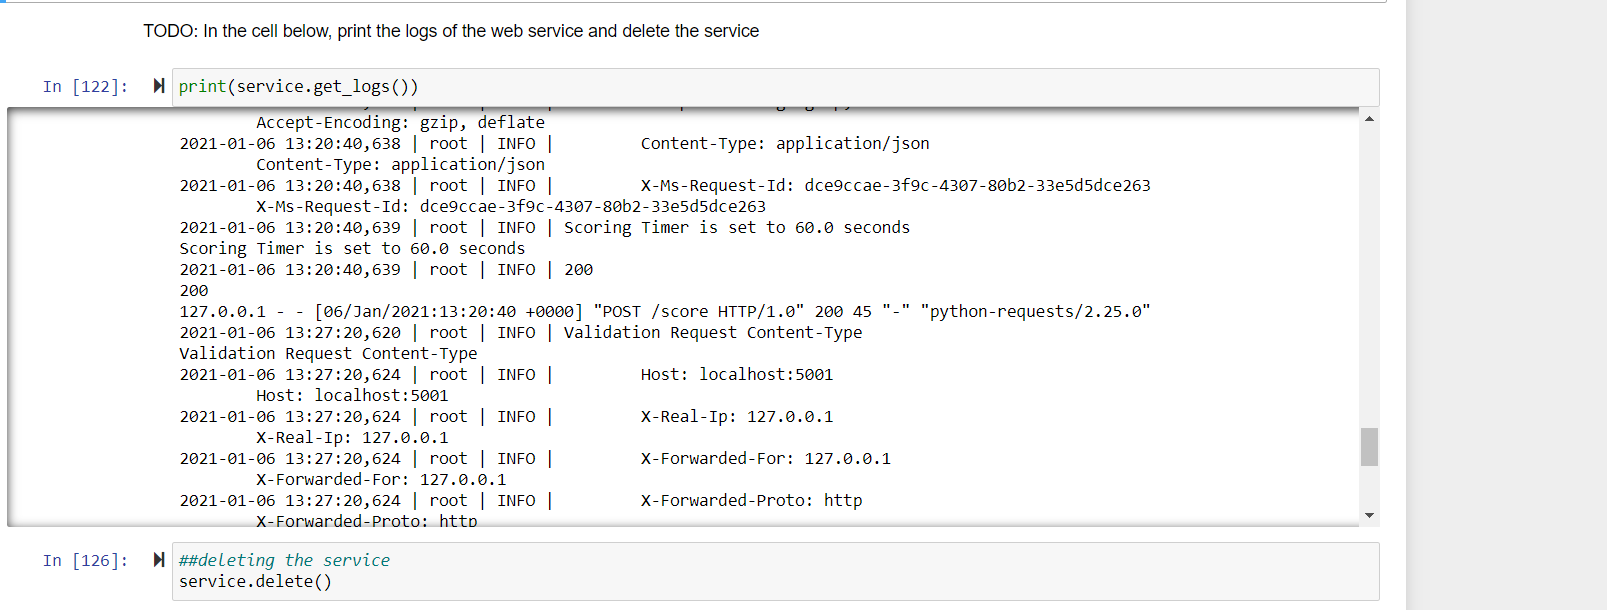 TODO: In the cell below, print the logs of the web service and delete the service
In [122]: print(service.get_logs())
Accept-Encoding: gzip, deflate
2021-01-06 13:20:40,638 | root | INFO | Content-Type: application/json
Content-Type: application/json
2021-01-06 13:20:40,638 | root | INFO | X-Ms-Request-Id: dce9ccae-3f9c-4307-80b2-33e5d5dce263
X-Ms-Request-Id: dce9ccae-3f9c-4307-80b2-33e5d5dce263
2021-01-06 13:20:40,639 | root | INFO | Scoring Timer is set to 60.0 seconds
Scoring Timer is set to 60.0 seconds
2021-01-06 13:20:40,639 | root | INFO | 200
200
127.0.0.1 - - [06/Jan/2021:13:20:40 +0000] "POST /score HTTP/1.0" 200 45 "-" "python-requests/2.25.0"
2021-01-06 13:27:20,620 | root | INFO | Validation Request Content-Type
Validation Request Content-Type
2021-01-06 13:27:20,624 | root | INFO | Host: localhost:5001
Host: localhost:5001
2021-01-06 13:27:20,624 | root | INFO | X-Real-Ip: 127.0.0.1
X-Real-Ip: 127.0.0.1
2021-01-06 13:27:20,624 | root | INFO | X-Forwarded-For: 127.0.0.1
X-Forwarded-For: 127.0.0.1
2021-01-06 13:27:20,624 | root | INFO | X-Forwarded-Proto: http
X-Forwarded-Proto: http
In [126]: ##deleting the service
service.delete()